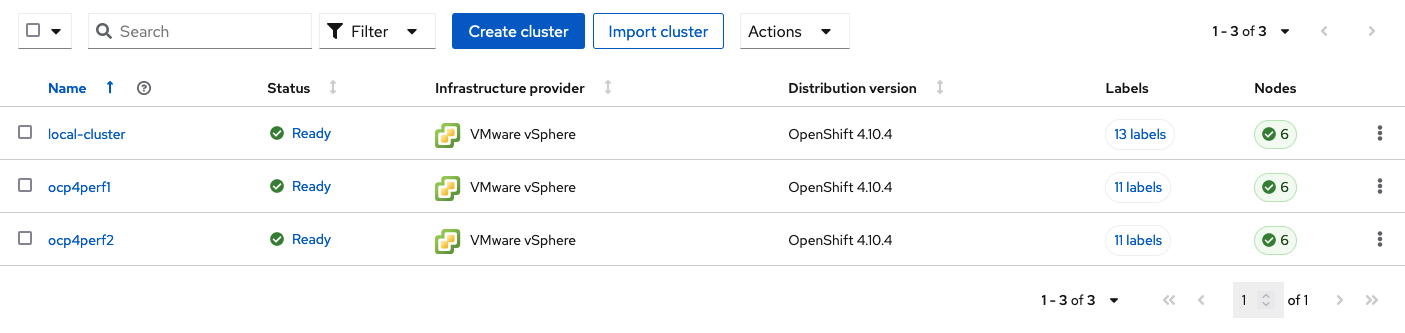 Search Filter Create cluster Import cluster Actions 1 - 3 of 3
Name Status Infrastructure provider Distribution version Labels Nodes
local-cluster Ready VMware vSphere OpenShift 4.10.4 13 labels 6
ocp4perf1 Ready VMware vSphere OpenShift 4.10.4 11 labels 6
ocp4perf2 Ready VMware vSphere OpenShift 4.10.4 11 labels 6
1 - 3 of 3 1 of 1